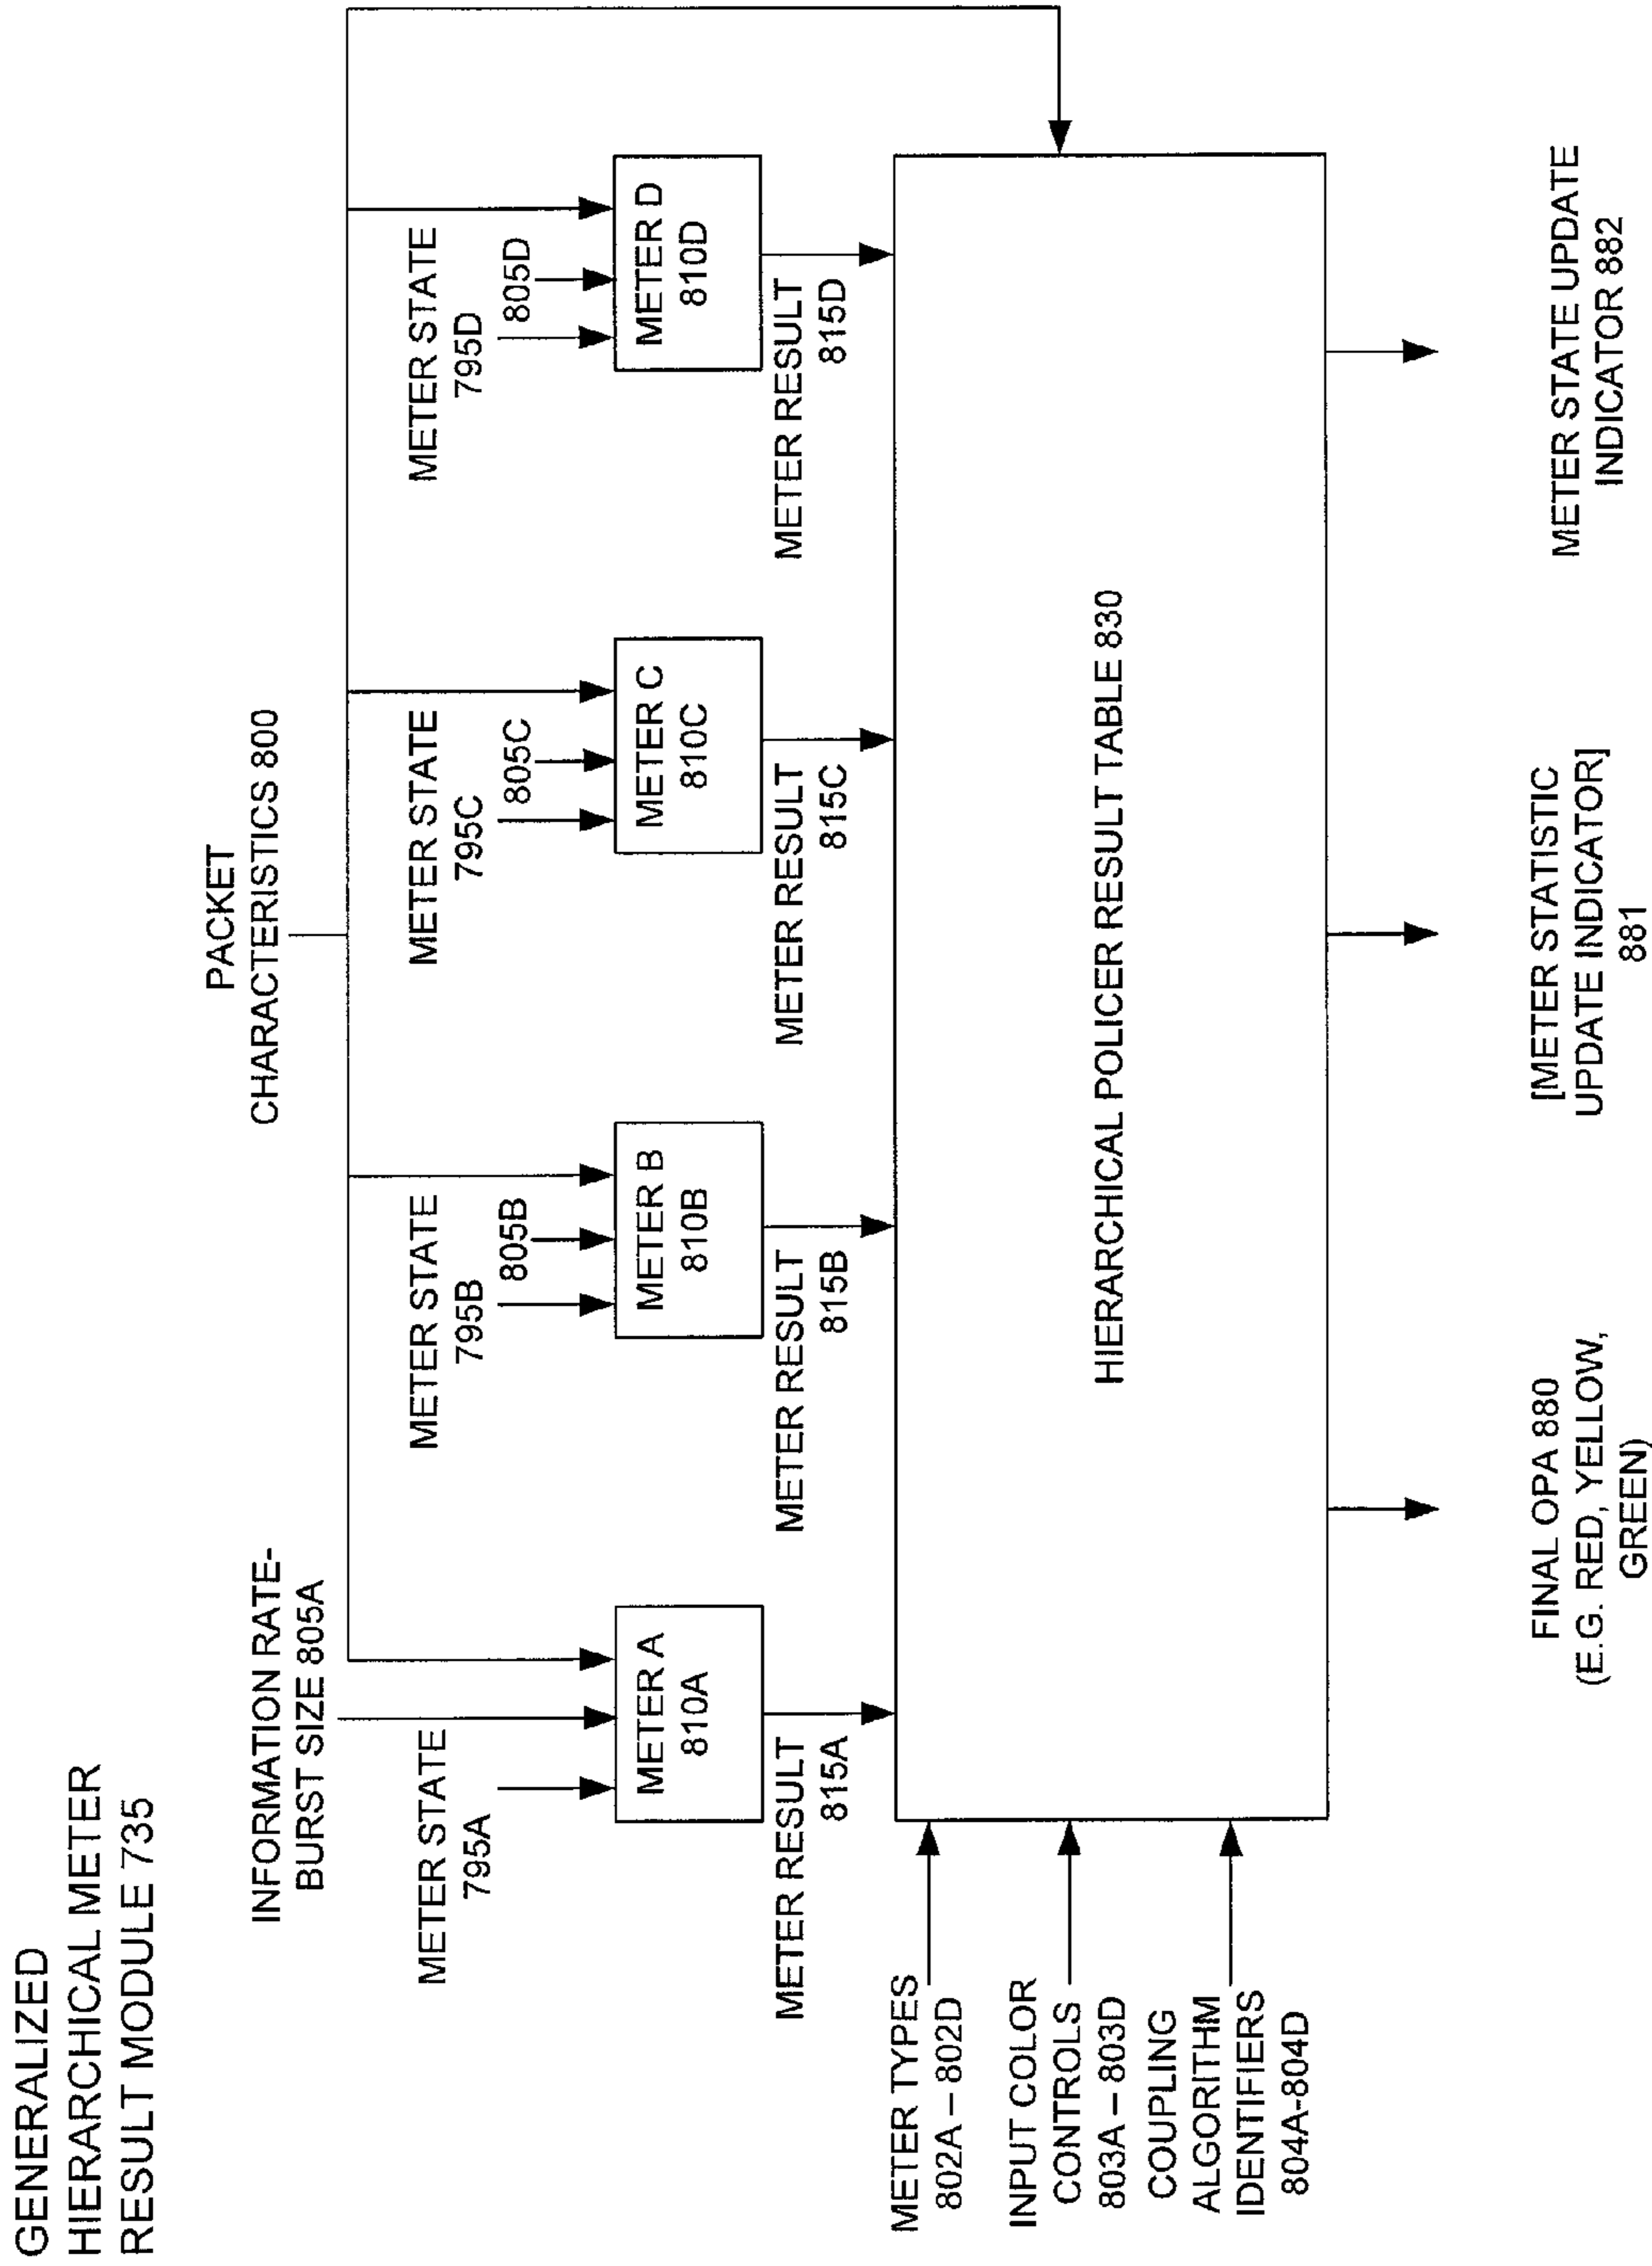 GENERALIZED
HIERARCHICAL METER
RESULT MODULE 735
PACKET
CHARACTERISTICS 800
INFORMATION RATE-
BURST SIZE 805A
METER STATE
795A
METER STATE
795B
805B
METER STATE
795C
805C
METER STATE
795D
805D
METER A
810A
METER B
810B
METER C
810C
METER D
810D
METER RESULT
815A
METER RESULT
815B
METER RESULT
815C
METER RESULT
815D
METER TYPES
802A – 802D
INPUT COLOR
CONTROLS
803A – 803D
COUPLING
ALGORITHM
IDENTIFIERS
804A-804D
HIERARCHICAL POLICER RESULT TABLE 830
FINAL OPA 880
(E.G. RED, YELLOW,
GREEN)
[METER STATISTIC
UPDATE INDICATOR]
881
METER STATE UPDATE
INDICATOR 882